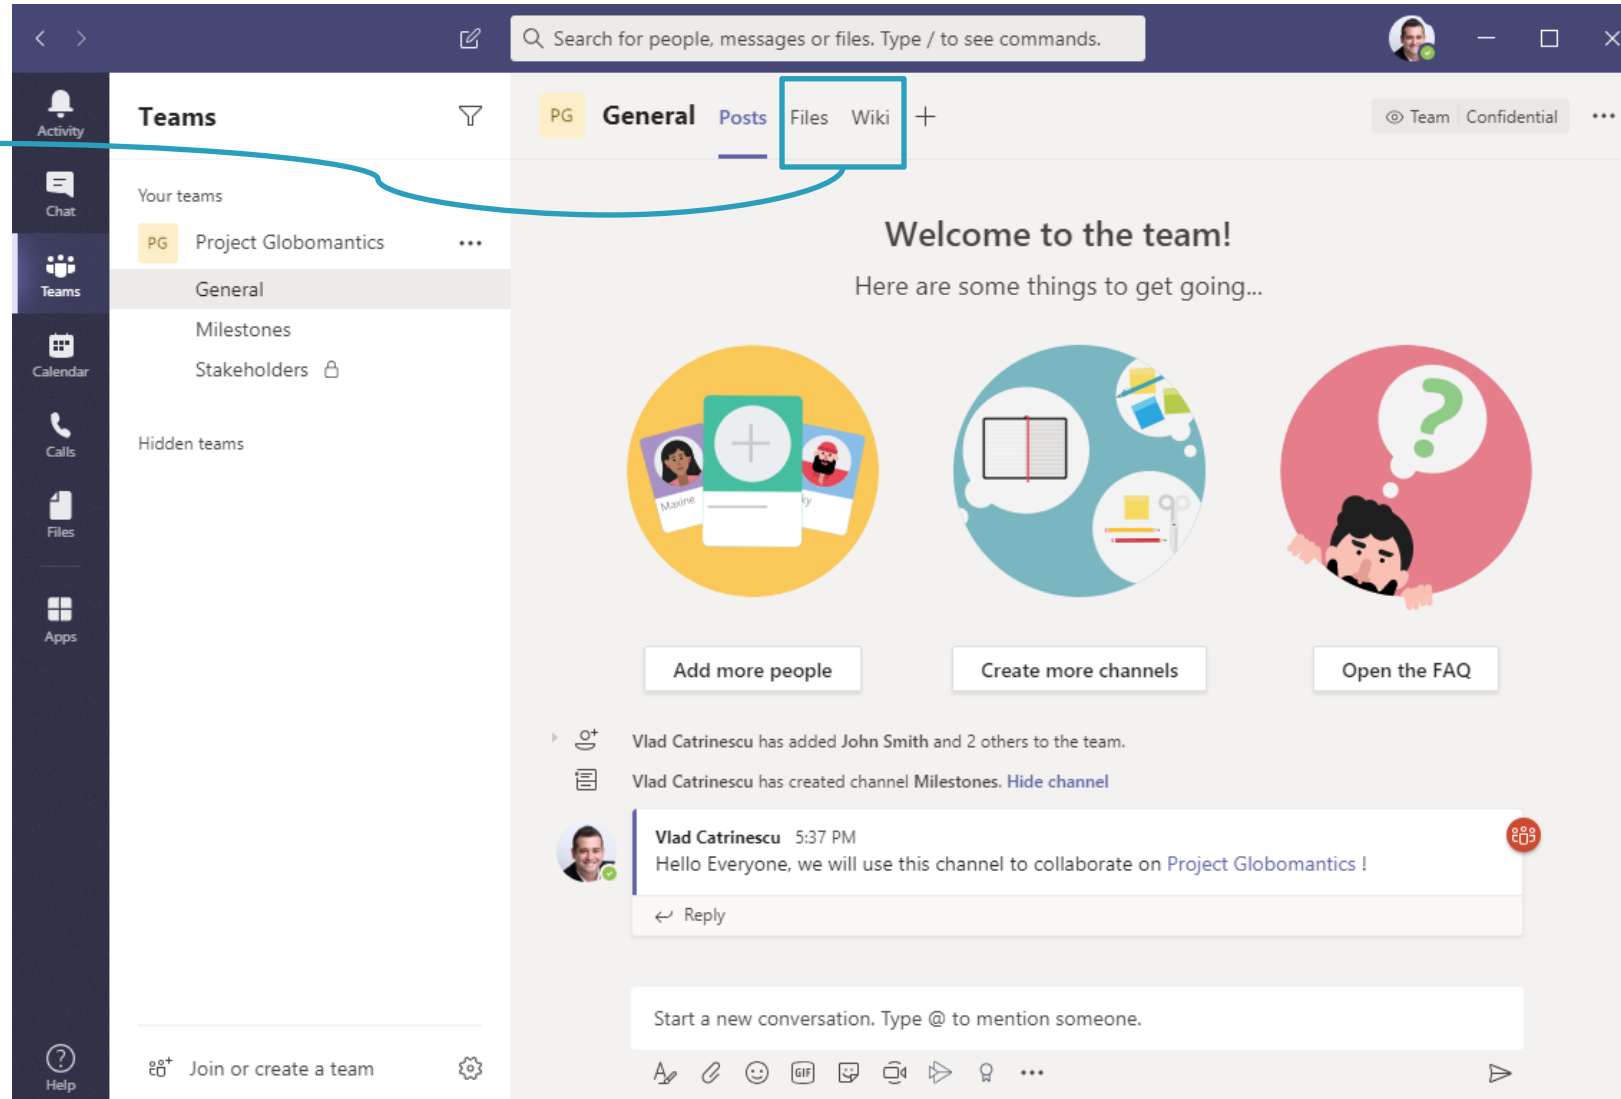 Search for people, messages or files. Type / to see commands.
Activity
Chat
Teams
Calendar
Calls
Files
Apps
Help
Teams
Your teams
PG Project Globomantics
General
Milestones
Stakeholders
Hidden teams
Join or create a team
PG General Posts Files Wiki
Team Confidential
Welcome to the team!
Here are some things to get going...
Maxine
ky
?
Add more people
Create more channels
Open the FAQ
Vlad Catrinescu has added John Smith and 2 others to the team.
Vlad Catrinescu has created channel Milestones. Hide channel
Vlad Catrinescu 5:37 PM
Hello Everyone, we will use this channel to collaborate on Project Globomantics !
Reply
Start a new conversation. Type @ to mention someone.
GIF